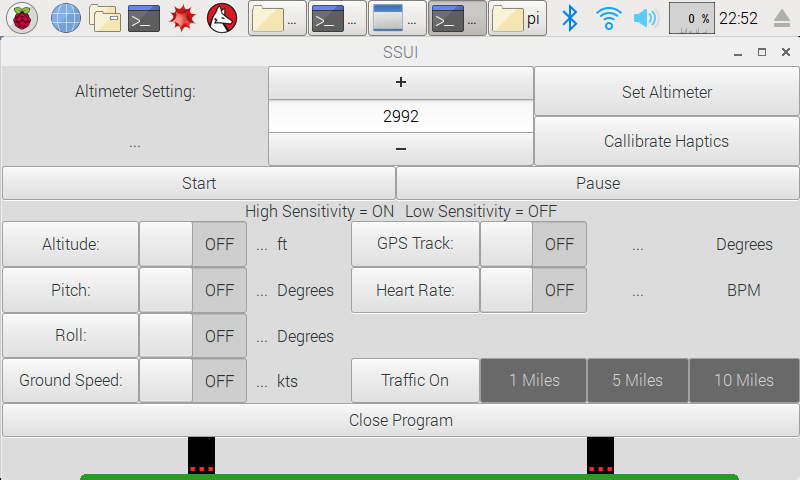 ... ... ... pi 0 % 22:52
SSUI
Altimeter Setting: + Set Altimeter
2992
... − Callibrate Haptics
Start Pause
High Sensitivity = ON Low Sensitivity = OFF
Altitude: OFF ... ft GPS Track: OFF ... Degrees
Pitch: OFF ... Degrees Heart Rate: OFF ... BPM
Roll: OFF ... Degrees
Ground Speed: OFF ... kts Traffic On 1 Miles 5 Miles 10 Miles
Close Program